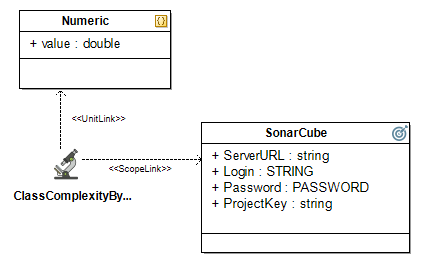 Numeric
+ value : double
<<UnitLink>>
SonarCube
+ ServerURL : string
+ Login : STRING
+ Password : PASSWORD
+ ProjectKey : string
<<ScopeLink>>
ClassComplexityBy...